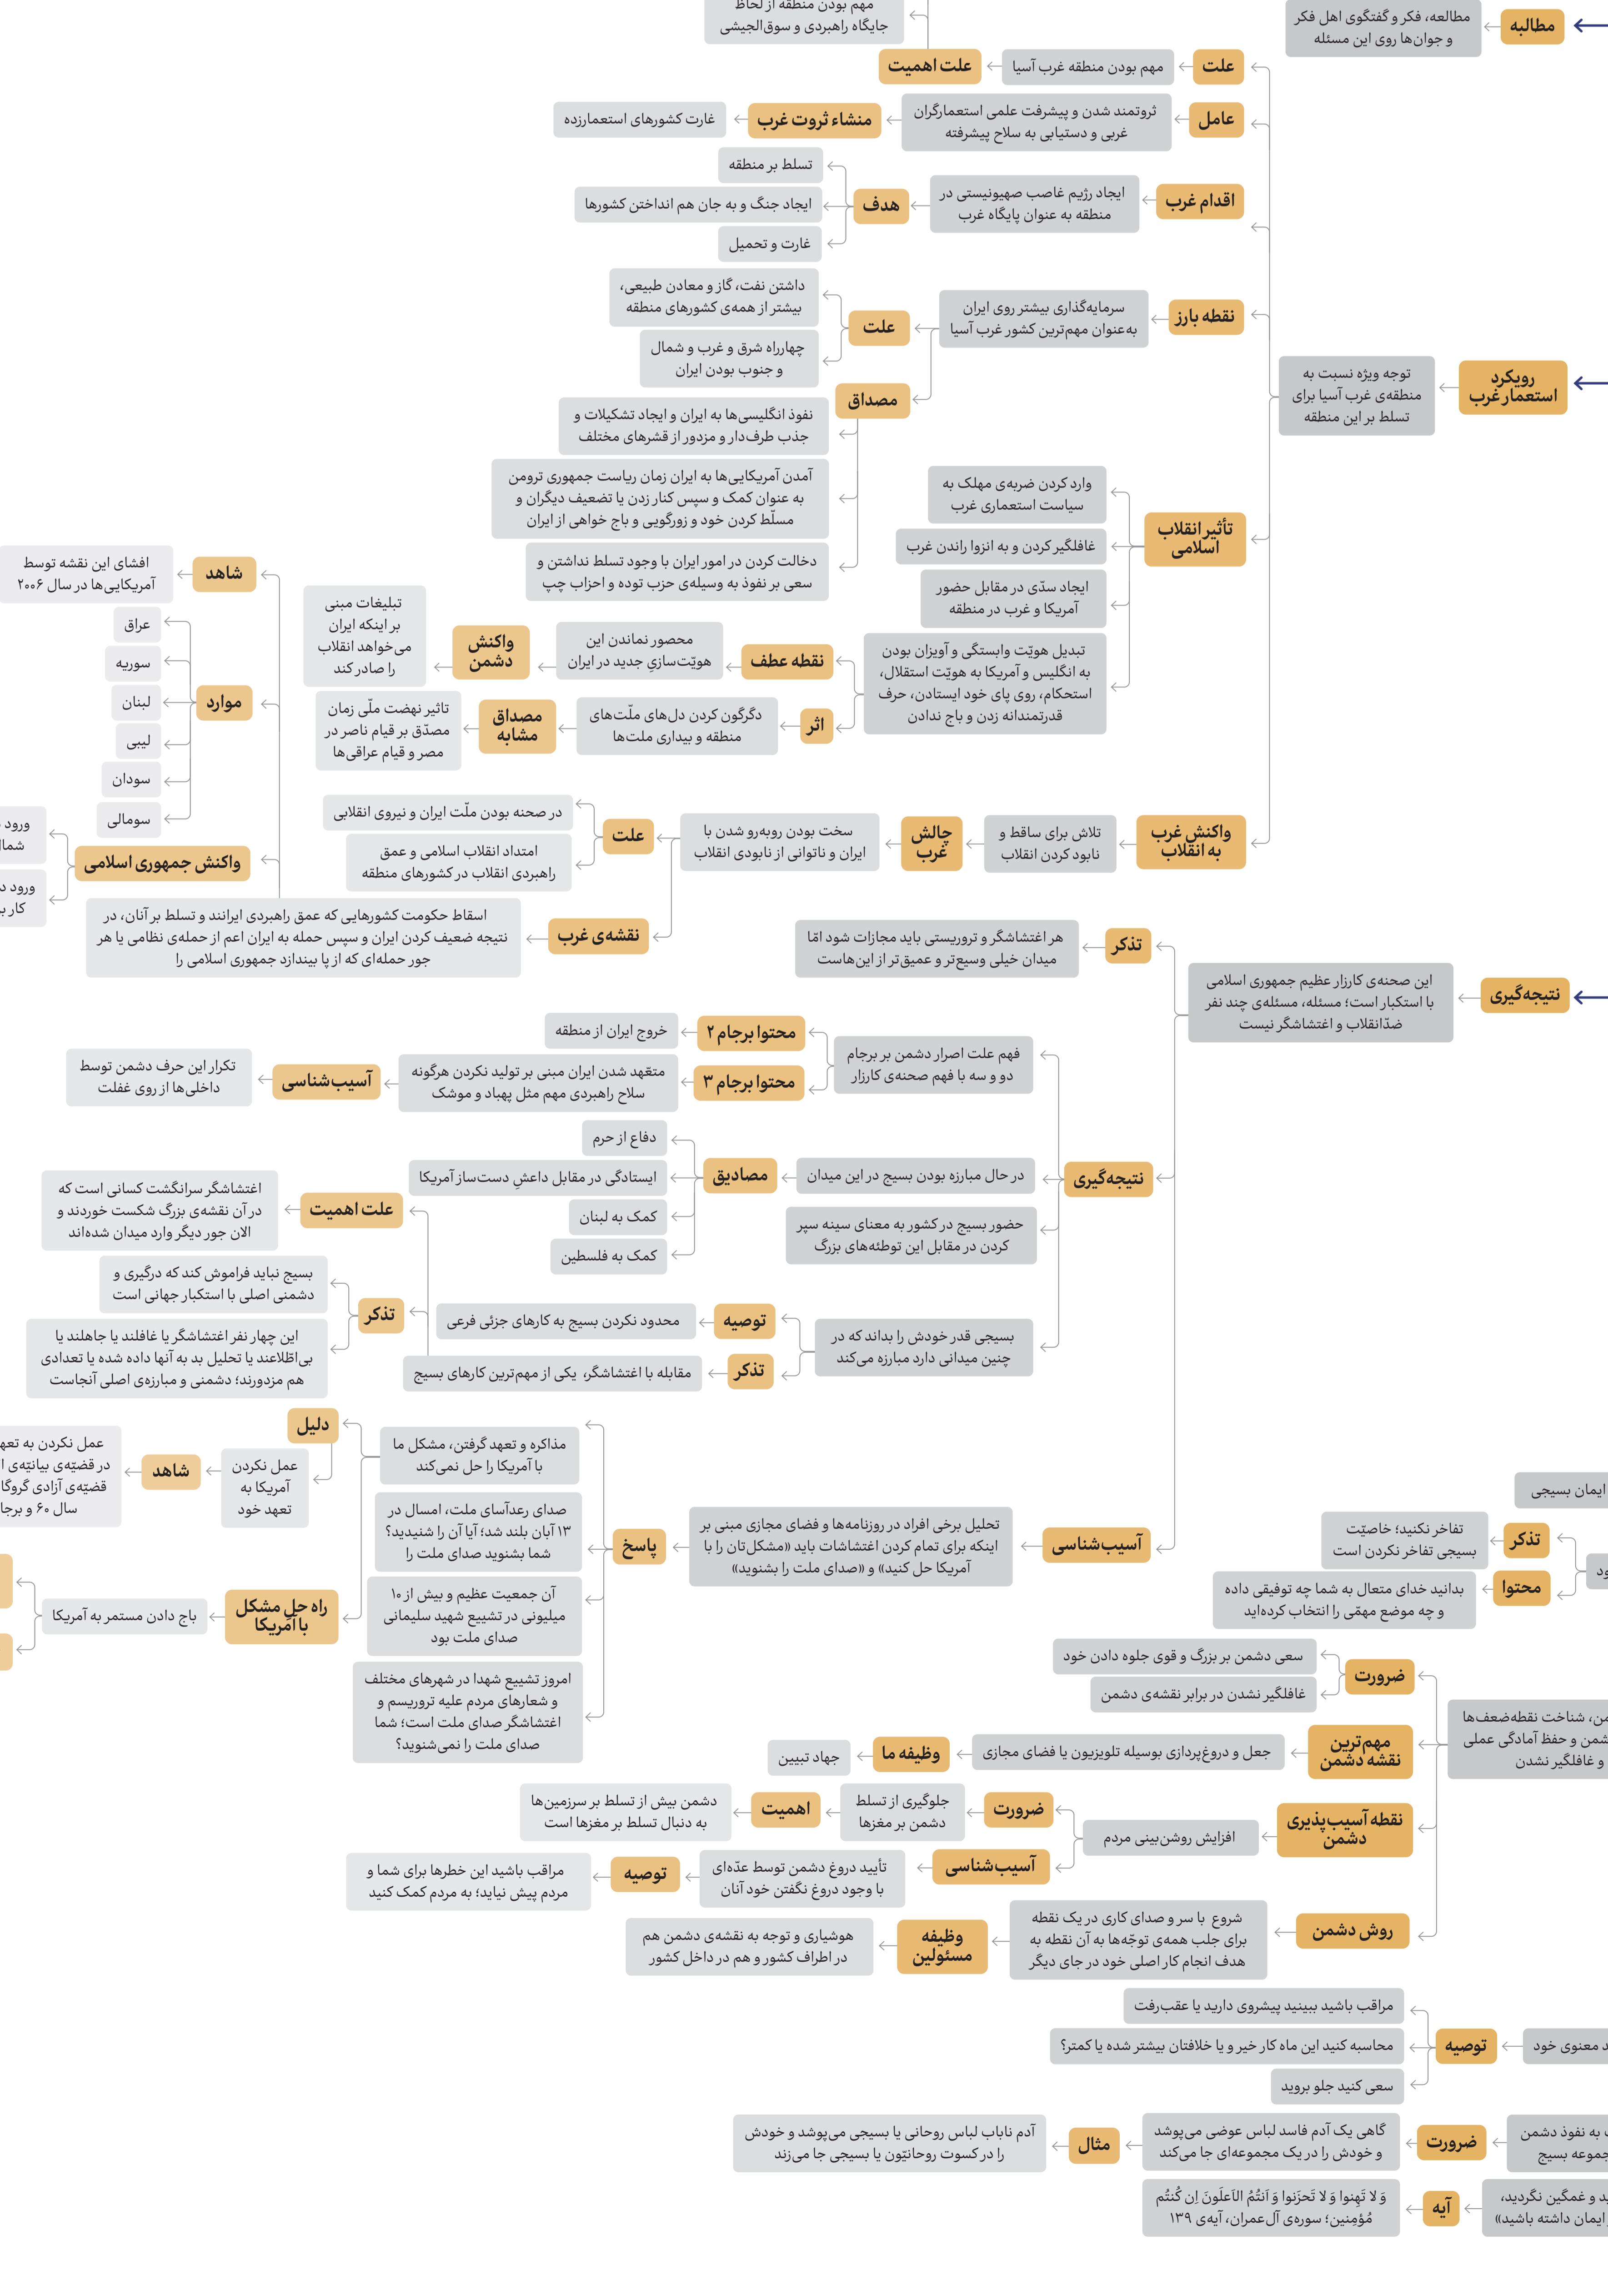 مطالبه
مطالعه، فکر و گفتگوی اهل فکر
و جوان‌ها روی این مسئله
رویکرد
استعمار غرب
توجه ویژه نسبت به
منطقه‌ی غرب آسیا برای
تسلط بر این منطقه
علت
مهم بودن منطقه غرب آسیا
علت اهمیت
مهم بودن منطقه از لحاظ
جایگاه راهبردی و سوق‌الجیشی
عامل
ثروتمند شدن و پیشرفت علمی استعمارگران
غربی و دستیابی به سلاح پیشرفته
منشاء ثروت غرب
غارت کشورهای استعمارزده
اقدام غرب
ایجاد رژیم غاصب صهیونیستی در
منطقه به عنوان پایگاه غرب
هدف
تسلط بر منطقه
ایجاد جنگ و به جان هم انداختن کشورها
غارت و تحمیل
نقطه بارز
سرمایه‌گذاری بیشتر روی ایران
به‌عنوان مهم‌ترین کشور غرب آسیا
علت
داشتن نفت، گاز و معادن طبیعی،
بیشتر از همه‌ی کشورهای منطقه
چهارراه شرق و غرب و شمال
و جنوب بودن ایران
مصداق
نفوذ انگلیسی‌ها به ایران و ایجاد تشکیلات و
جذب طرف‌دار و مزدور از قشرهای مختلف
آمدن آمریکایی‌ها به ایران زمان ریاست جمهوری ترومن
به عنوان کمک و سپس کنار زدن یا تضعیف دیگران و
مسلّط کردن خود و زورگویی و باج خواهی از ایران
دخالت کردن در امور ایران با وجود تسلط نداشتن و
سعی بر نفوذ به وسیله‌ی حزب توده و احزاب چپ
تأثیر انقلاب
اسلامی
وارد کردن ضربه‌ی مهلک به
سیاست استعماری غرب
غافلگیر کردن و به انزوا راندن غرب
ایجاد سدّی در مقابل حضور
آمریکا و غرب در منطقه
تبدیل هویّت وابستگی و آویزان بودن
به انگلیس و آمریکا به هویّت استقلال،
استحکام، روی پای خود ایستادن، حرف
قدرتمندانه زدن و باج ندادن
نقطه عطف
محصور نماندن این
هویّت‌سازیِ جدید در ایران
واکنش
دشمن
تبلیغات مبنی
بر اینکه ایران
می‌خواهد انقلاب
را صادر کند
اثر
دگرگون کردن دل‌های ملّت‌های
منطقه و بیداری ملت‌ها
مصداق
مشابه
تاثیر نهضت ملّی زمان
مصدّق بر قیام ناصر در
مصر و قیام عراقی‌ها
واکنش غرب
به انقلاب
تلاش برای ساقط و
نابود کردن انقلاب
چالش
غرب
سخت بودن روبه‌رو شدن با
ایران و ناتوانی از نابودی انقلاب
علت
در صحنه بودن ملّت ایران و نیروی انقلابی
امتداد انقلاب اسلامی و عمق
راهبردی انقلاب در کشورهای منطقه
نقشه‌ی غرب
اسقاط حکومت کشورهایی که عمق راهبردی ایرانند و تسلط بر آنان، در
نتیجه ضعیف کردن ایران و سپس حمله به ایران اعم از حمله‌ی نظامی یا هر
جور حمله‌ای که از پا بیندازد جمهوری اسلامی را
شاهد
افشای این نقشه توسط
آمریکایی‌ها در سال ۲۰۰۶
موارد
عراق
سوریه
لبنان
لیبی
سودان
سومالی
واکنش جمهوری اسلامی
ورود
ورود
کار
نتیجه‌گیری
این صحنه‌ی کارزار عظیم جمهوری اسلامی
با استکبار است؛ مسئله، مسئله‌ی چند نفر
ضدّانقلاب و اغتشاشگر نیست
تذکر
هر اغتشاشگر و تروریستی باید مجازات شود امّا
میدان خیلی وسیع‌تر و عمیق‌تر از این‌هاست
نتیجه‌گیری
فهم علت اصرار دشمن بر برجام
دو و سه با فهم صحنه‌ی کارزار
محتوا برجام ۲
خروج ایران از منطقه
محتوا برجام ۳
متعّهد شدن ایران مبنی بر تولید نکردن هرگونه
سلاح راهبردی مهم مثل پهباد و موشک
آسیب‌شناسی
تکرار این حرف دشمن توسط
داخلی‌ها از روی غفلت
در حال مبارزه بودن بسیج در این میدان
مصادیق
دفاع از حرم
ایستادگی در مقابل داعشِ دست‌ساز آمریکا
کمک به لبنان
کمک به فلسطین
حضور بسیج در کشور به معنای سینه سپر
کردن در مقابل این توطئه‌های بزرگ
بسیجی قدر خودش را بداند که در
چنین میدانی دارد مبارزه می‌کند
توصیه
محدود نکردن بسیج به کارهای جزئی فرعی
تذکر
مقابله با اغتشاشگر، یکی از مهم‌ترین کارهای بسیج
علت اهمیت
اغتشاشگر سرانگشت کسانی است که
در آن نقشه‌ی بزرگ شکست خوردند و
الان جور دیگر وارد میدان شده‌اند
تذکر
بسیج نباید فراموش کند که درگیری و
دشمنی اصلی با استکبار جهانی است
این چهار نفر اغتشاشگر یا غافلند یا جاهلند یا
بی‌اطّلاعند یا تحلیل بد به آنها داده شده یا تعدادی
هم مزدورند؛ دشمنی و مبارزه‌ی اصلی آنجاست
آسیب‌شناسی
تحلیل برخی افراد در روزنامه‌ها و فضای مجازی مبنی بر
اینکه برای تمام کردن اغتشاشات باید «مشکل‌تان را با
آمریکا حل کنید» و «صدای ملت را بشنوید»
پاسخ
مذاکره و تعهد گرفتن، مشکل ما
با آمریکا را حل نمی‌کند
دلیل
عمل نکردن
آمریکا به
تعهد خود
شاهد
عمل نکردن به
در قضیّه‌ی بیانیّه‌ی
قضیّه‌ی آزادی
سال ۶۰ و
راه حل مشکل
با آمریکا
باج دادن مستمر به آمریکا
صدای رعدآسای ملت، امسال در
۱۳ آبان بلند شد؛ آیا آن را شنیدید؟
شما بشنوید صدای ملت را
آن جمعیت عظیم و بیش از ۱۰
میلیونی در تشییع شهید سلیمانی
صدای ملت بود
امروز تشییع شهدا در شهرهای مختلف
و شعارهای مردم علیه تروریسم و
اغتشاشگر صدای ملت است؛ شما
صدای ملت را نمی‌شنوید؟
ایمان بسیجی
تذکر
تفاخر نکنید؛ خاصیّت
بسیجی تفاخر نکردن است
محتوا
بدانید خدای متعال به شما چه توفیقی داده
و چه موضع مهمّی را انتخاب کرده‌اید
شناخت نقطه‌ضعف‌ها
و حفظ آمادگی عملی
و غافلگیر نشدن
ضرورت
سعی دشمن بر بزرگ و قوی جلوه دادن خود
غافلگیر نشدن در برابر نقشه‌ی دشمن
مهم‌ترین
نقشه دشمن
جعل و دروغ‌پردازی بوسیله تلویزیون یا فضای مجازی
وظیفه ما
جهاد تبیین
نقطه آسیب‌پذیری
دشمن
افزایش روشن‌بینی مردم
ضرورت
جلوگیری از تسلط
دشمن بر مغزها
اهمیت
دشمن بیش از تسلط بر سرزمین‌ها
به دنبال تسلط بر مغزها است
آسیب‌شناسی
تأیید دروغ دشمن توسط عدّه‌ای
با وجود دروغ نگفتن خود آنان
توصیه
مراقب باشید این خطرها برای شما و
مردم پیش نیاید؛ به مردم کمک کنید
روش دشمن
شروع با سر و صدای کاری در یک نقطه
برای جلب همه‌ی توجّه‌ها به آن نقطه به
هدف انجام کار اصلی خود در جای دیگر
وظیفه
مسئولین
هوشیاری و توجه به نقشه‌ی دشمن هم
در اطراف کشور و هم در داخل کشور
معنوی خود
توصیه
مراقب باشید ببینید پیشروی دارید یا عقب‌رفت
محاسبه کنید این ماه کار خیر و یا خلافتان بیشتر شده یا کمتر؟
سعی کنید جلو بروید
به نفوذ دشمن
بسیج
ضرورت
گاهی یک آدم فاسد لباس عوضی می‌پوشد
و خودش را در یک مجموعه‌ای جا می‌کند
مثال
آدم ناباب لباس روحانی یا بسیجی می‌پوشد و خودش
را در کسوت روحانیّون یا بسیجی جا می‌زند
و غمگین نگردید،
ایمان داشته باشید»
آیه
وَ لا تَهِنوا وَ لا تَحزَنوا وَ اَنتُمُ الاَعلَونَ اِن کُنتُم
مُؤمِنین؛ سوره‌ی آل‌عمران، آیه‌ی ۱۳۹